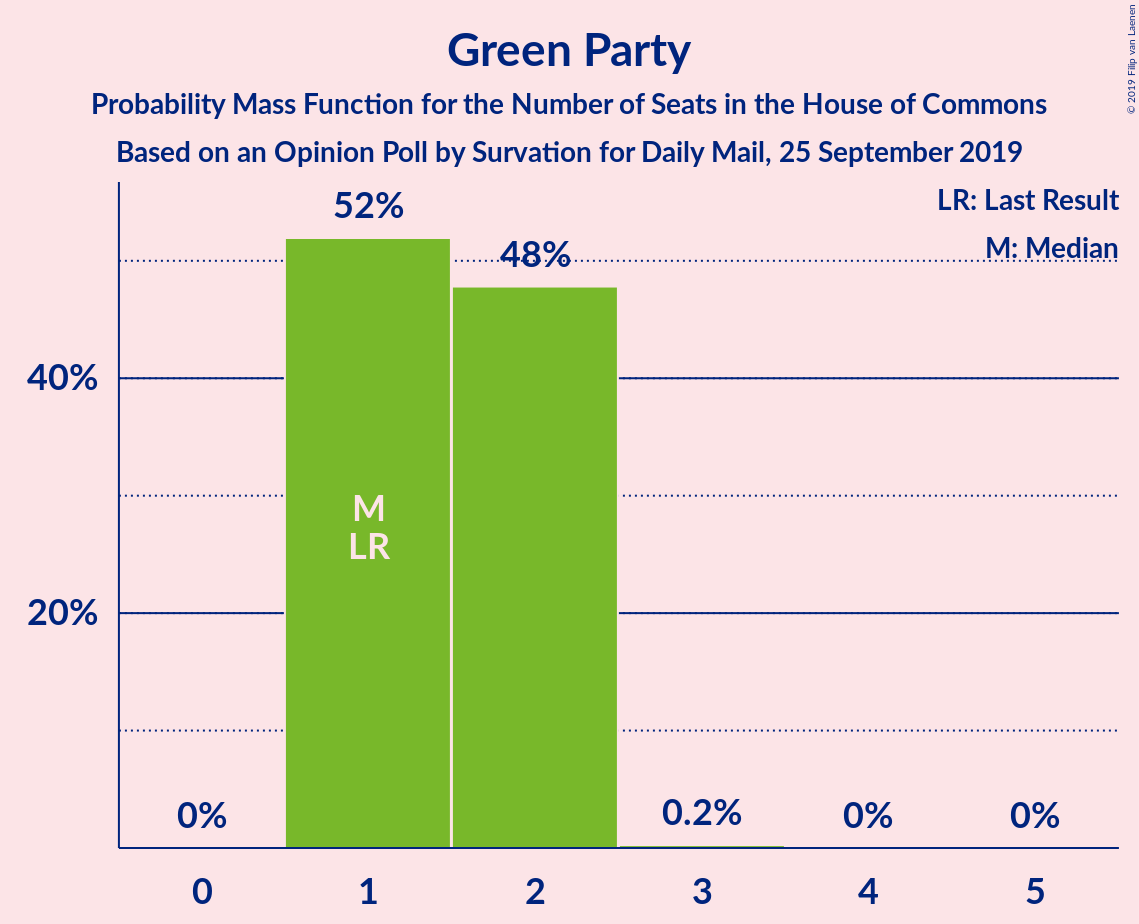 Green Party
Probability Mass Function for the Number of Seats in the House of Commons
Based on an Opinion Poll by Survation for Daily Mail, 25 September 2019
© 2019 Filip van Laenen
LR: Last Result
M: Median
52%
48%
40%
M
LR
20%
0%
0.2%
0%
0%
0
1
2
3
4
5